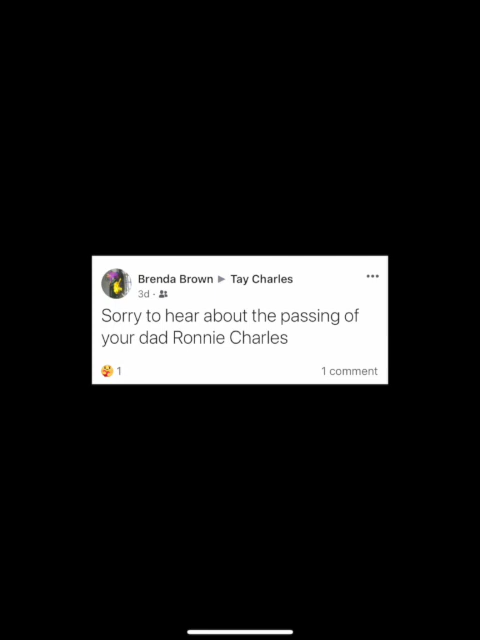 Brenda Brown ▶ Tay Charles
3d ·
Sorry to hear about the passing of
your dad Ronnie Charles
1
1 comment